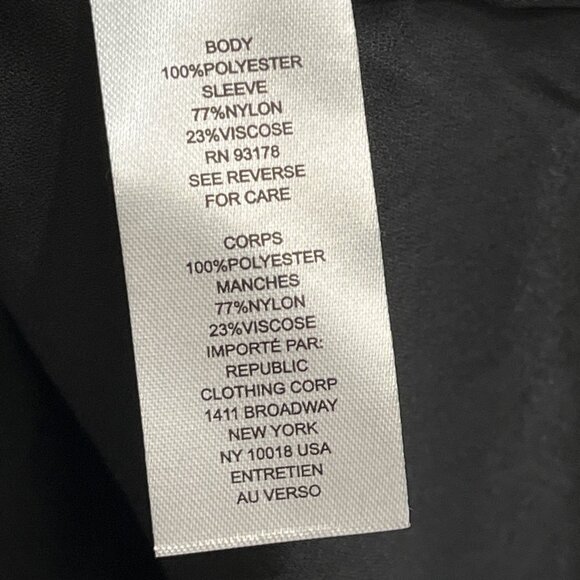 BODY
100%POLYESTER
SLEEVE
77%NYLON
23%VISCOSE
RN 93178
SEE REVERSE
FOR CARE
CORPS
100%POLYESTER
MANCHES
77%NYLON
23%VISCOSE
IMPORTÉ PAR:
REPUBLIC
CLOTHING CORP
1411 BROADWAY
NEW YORK
NY 10018 USA
ENTRETIEN
AU VERSO